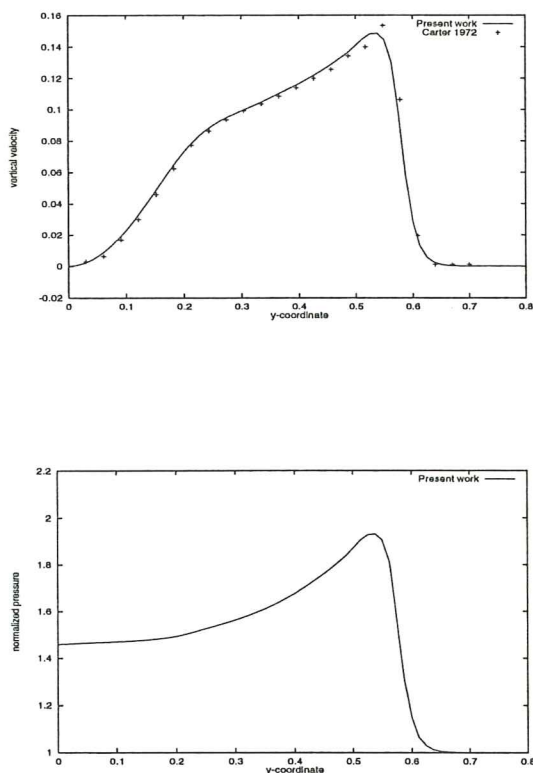 0.16
0.14
0.12
0.1
0.08
0.06
0.04
0.02
0
-0.02
vertical velocity
Present work
Carter 1972
0 0.1 0.2 0.3 0.4 0.5 0.6 0.7 0.8
y-coordinate
2.2
2
1.8
1.6
1.4
1.2
1
normalized pressure
Present work
0 0.1 0.2 0.3 0.4 0.5 0.6 0.7 0.8
y-coordinate